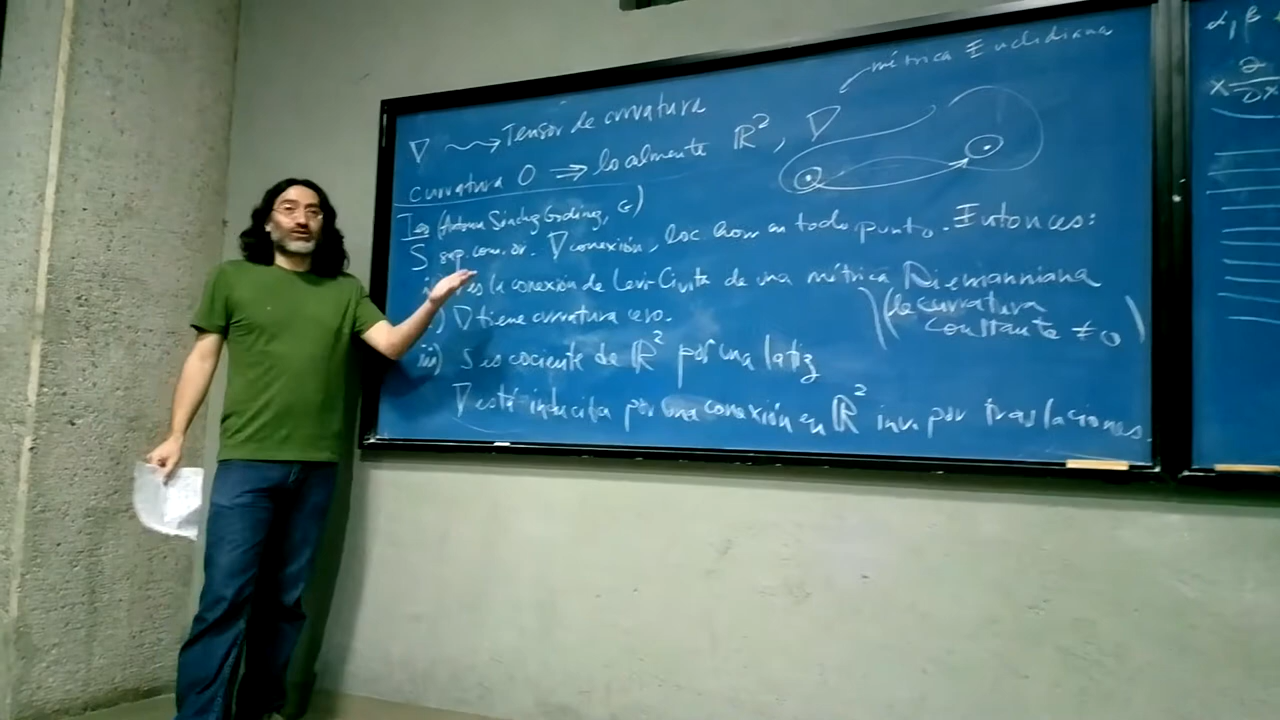 métrica Euclidiana
∇ ⇝ Tensor de curvatura
curvatura 0 ⇒ localmente ℝ², ∇
Teo (Antonio Sánchez Godinez, G)
S sup. com. or. ∇ conexión, loc. hom en todo punto. Entonces:
es la conexión de Levi-Civita de una métrica Riemanniana
(de curvatura
constante ≠ 0)
∇ tiene curvatura cero.
iii) S es cociente de ℝ² por una latiz
∇ está inducida por una conexión en ℝ² inv por traslaciones.
α, β
x ∂/∂x